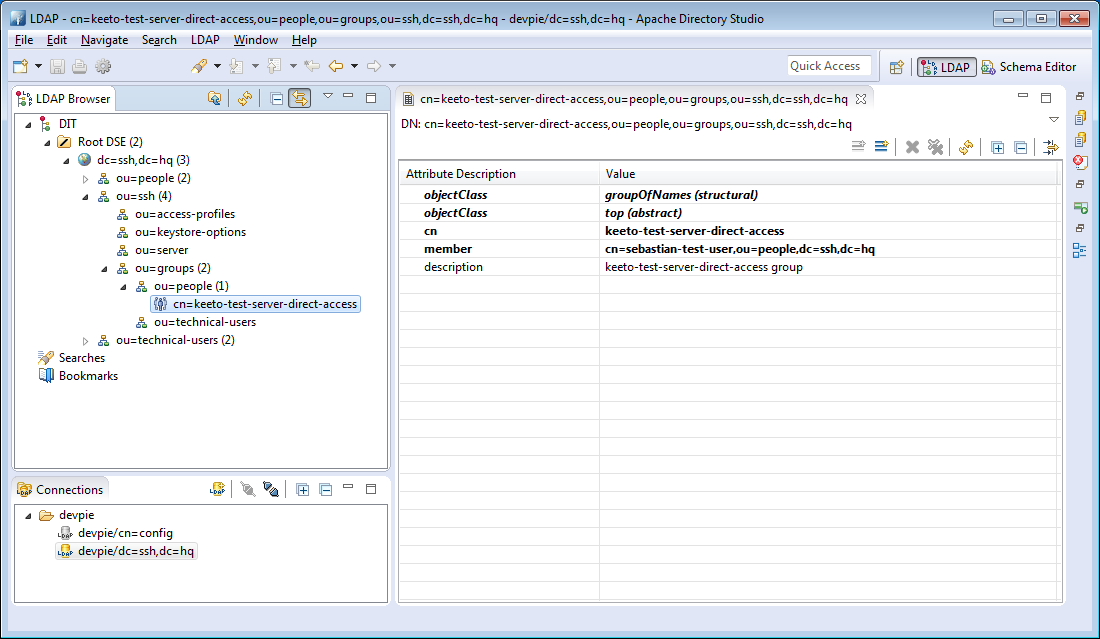 LDAP - cn=keeto-test-server-direct-access,ou=people,ou=groups,ou=ssh,dc=ssh,dc=hq - devpie/dc=ssh,dc=hq - Apache Directory Studio
File Edit Navigate Search LDAP Window Help
Quick Access LDAP Schema Editor
LDAP Browser
DIT
Root DSE (2)
dc=ssh,dc=hq (3)
ou=people (2)
ou=ssh (4)
ou=access-profiles
ou=keystore-options
ou=server
ou=groups (2)
ou=people (1)
cn=keeto-test-server-direct-access
ou=technical-users
ou=technical-users (2)
Searches
Bookmarks
Connections
devpie
devpie/cn=config
devpie/dc=ssh,dc=hq
cn=keeto-test-server-direct-access,ou=people,ou=groups,ou=ssh,dc=ssh,dc=hq
DN: cn=keeto-test-server-direct-access,ou=people,ou=groups,ou=ssh,dc=ssh,dc=hq
Attribute Description Value
objectClass groupOfNames (structural)
objectClass top (abstract)
cn keeto-test-server-direct-access
member cn=sebastian-test-user,ou=people,dc=ssh,dc=hq
description keeto-test-server-direct-access group